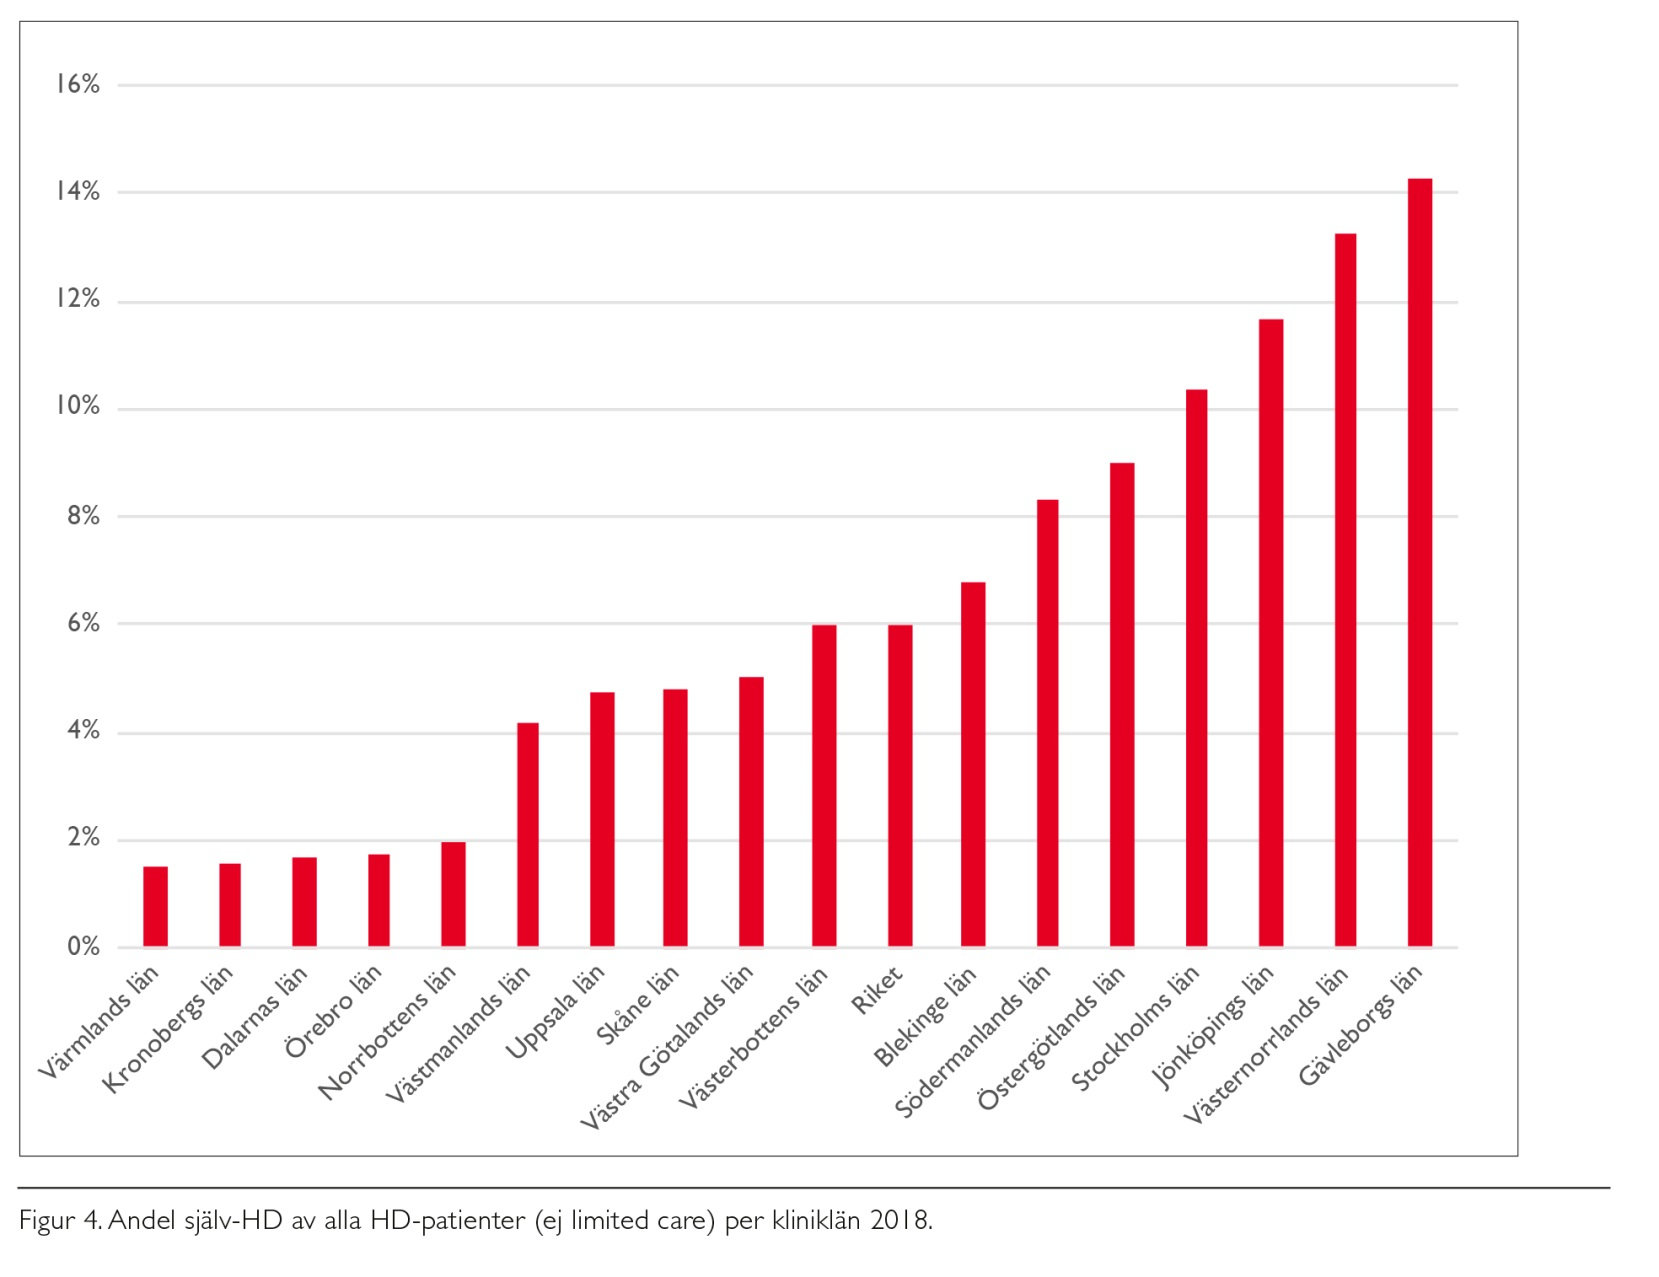 16%
14%
12%
10%
8%
6%
4%
2%
0%
Värmlands län
Kronobergs län
Dalarnas län
Örebro län
Norrbottens län
Västmanlands län
Uppsala län
Skåne län
Västra Götalands län
Västerbottens län
Riket
Blekinge län
Södermanlands län
Östergötlands län
Stockholms län
Jönköpings län
Västernorrlands län
Gävleborgs län
Figur 4. Andel själv-HD av alla HD-patienter (ej limited care) per kliniklän 2018.